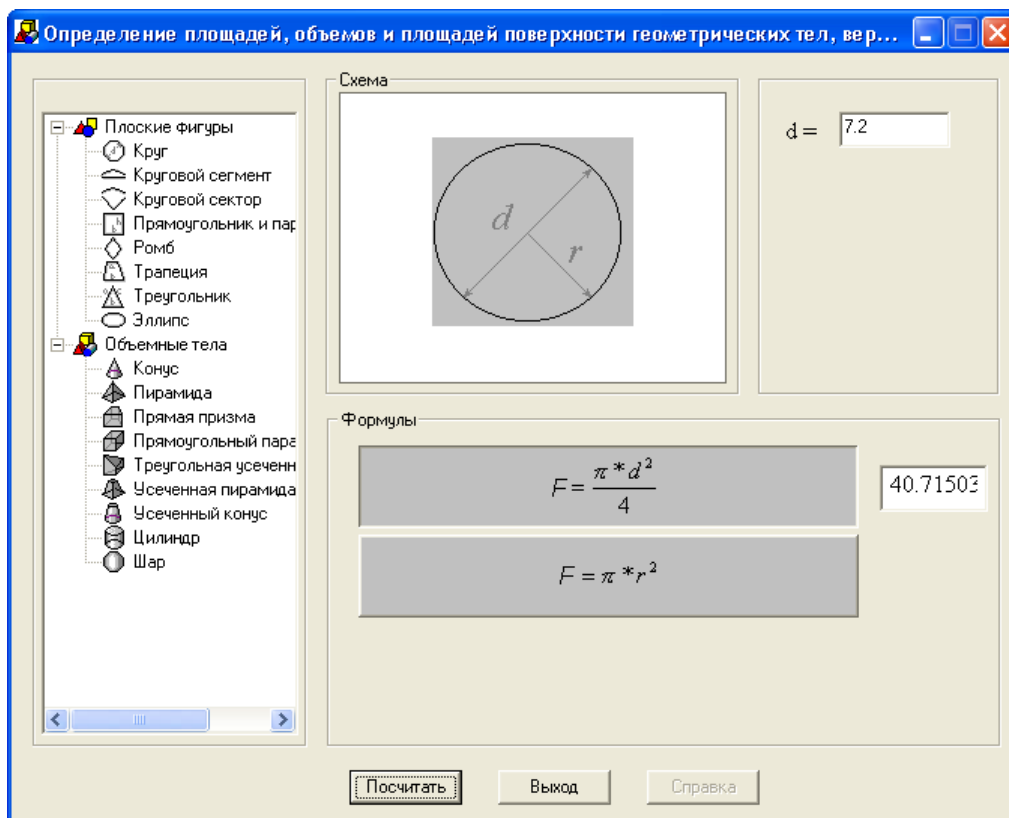 Определение площадей, объемов и площадей поверхности геометрических тел, вер...
Плоские фигуры
Круг
Круговой сегмент
Круговой сектор
Прямоугольник и пар
Ромб
Трапеция
Треугольник
Эллипс
Объемные тела
Конус
Пирамида
Прямая призма
Прямоугольный пара
Треугольная усеченн
Усеченная пирамида
Усеченный конус
Цилиндр
Шар
Схема
d
r
d = 7.2
Формулы
F = π * d² / 4
40.71503
F = π * r²
Посчитать
Выход
Справка